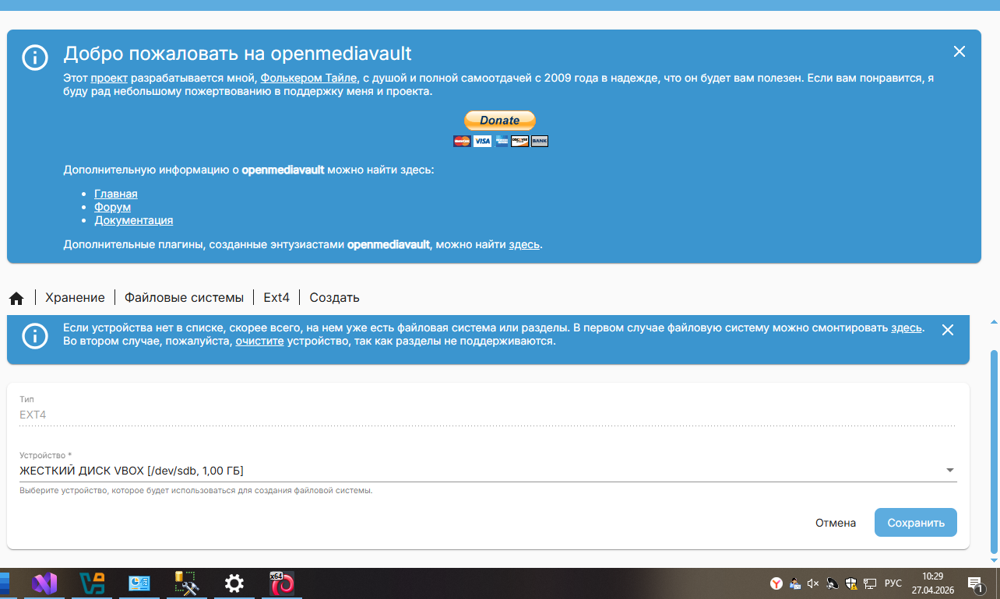 Добро пожаловать на openmediavault
Этот проект разрабатывается мной, Фолькером Тайле, с душой и полной самоотдачей с 2009 года в надежде, что он будет вам полезен. Если вам понравится, я
буду рад небольшому пожертвованию в поддержку меня и проекта.
Donate
MasterCard VISA DISCOVER BANK
Дополнительную информацию о openmediavault можно найти здесь:
Главная
Форум
Документация
Дополнительные плагины, созданные энтузиастами openmediavault, можно найти здесь.
Хранение Файловые системы Ext4 Создать
Если устройства нет в списке, скорее всего, на нем уже есть файловая система или разделы. В первом случае файловую систему можно смонтировать здесь.
Во втором случае, пожалуйста, очистите устройство, так как разделы не поддерживаются.
Тип
EXT4
Устройство *
ЖЕСТКИЙ ДИСК VBOX [/dev/sdb, 1,00 ГБ]
Выберите устройство, которое будет использоваться для создания файловой системы.
Отмена Сохранить
x64
РУС
10:29
27.04.2026
1